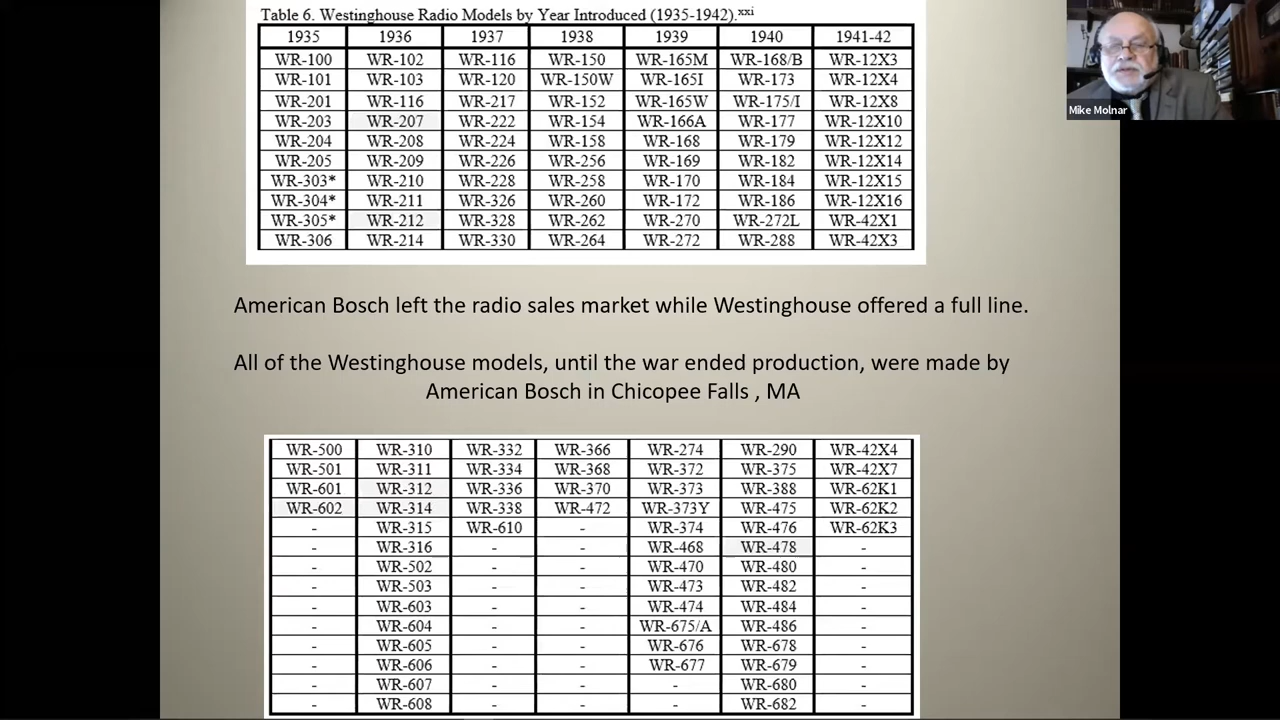 Table 6. Westinghouse Radio Models by Year Introduced (1935-1942).xxi
1935 1936 1937 1938 1939 1940 1941-42
WR-100 WR-102 WR-116 WR-150 WR-165M WR-168/B WR-12X3
WR-101 WR-103 WR-120 WR-150W WR-165I WR-173 WR-12X4
WR-201 WR-116 WR-217 WR-152 WR-165W WR-175/I WR-12X8
WR-203 WR-207 WR-222 WR-154 WR-166A WR-177 WR-12X10
WR-204 WR-208 WR-224 WR-158 WR-168 WR-179 WR-12X12
WR-205 WR-209 WR-226 WR-256 WR-169 WR-182 WR-12X14
WR-303* WR-210 WR-228 WR-258 WR-170 WR-184 WR-12X15
WR-304* WR-211 WR-326 WR-260 WR-172 WR-186 WR-12X16
WR-305* WR-212 WR-328 WR-262 WR-270 WR-272L WR-42X1
WR-306 WR-214 WR-330 WR-264 WR-272 WR-288 WR-42X3
Mike Molnar
American Bosch left the radio sales market while Westinghouse offered a full line.
All of the Westinghouse models, until the war ended production, were made by
American Bosch in Chicopee Falls , MA
WR-500 WR-310 WR-332 WR-366 WR-274 WR-290 WR-42X4
WR-501 WR-311 WR-334 WR-368 WR-372 WR-375 WR-42X7
WR-601 WR-312 WR-336 WR-370 WR-373 WR-388 WR-62K1
WR-602 WR-314 WR-338 WR-472 WR-373Y WR-475 WR-62K2
- WR-315 WR-610 - WR-374 WR-476 WR-62K3
- WR-316 - - WR-468 WR-478 -
- WR-502 - - WR-470 WR-480 -
- WR-503 - - WR-473 WR-482 -
- WR-603 - - WR-474 WR-484 -
- WR-604 - - WR-675/A WR-486 -
- WR-605 - - WR-676 WR-678 -
- WR-606 - - WR-677 WR-679 -
- WR-607 - - - WR-680 -
- WR-608 - - - WR-682 -